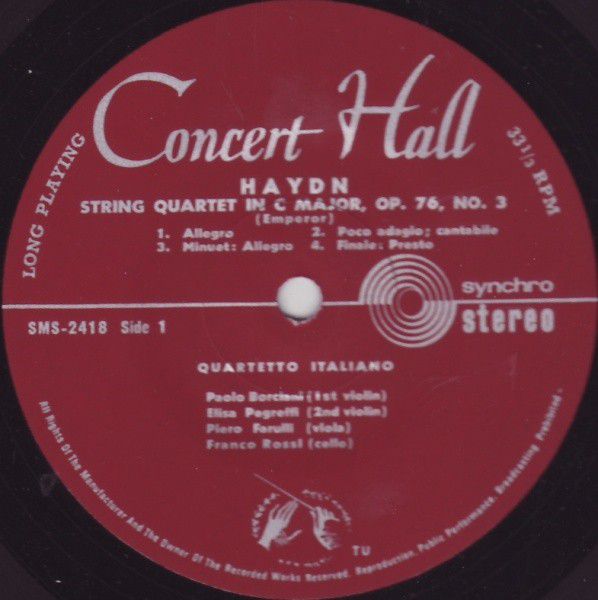 Concert Hall
LONG PLAYING
33 1/3 RPM
HAYDN
STRING QUARTET IN C MAJOR, OP. 76, NO. 3
(Emperor)
1. Allegro 2. Poco adagio; cantabile
3. Minuet: Allegro 4. Finale: Presto
synchro
stereo
SMS-2418 Side 1
QUARTETTO ITALIANO
Paolo Borciani (1st violin)
Elisa Pegreffi (2nd violin)
Piero Farulli (viola)
Franco Rossi (cello)
TU
All Rights Of The Manufacturer And The Owner Of The Recorded Works Reserved. Reproduction, Public Performance, Broadcasting Prohibited.